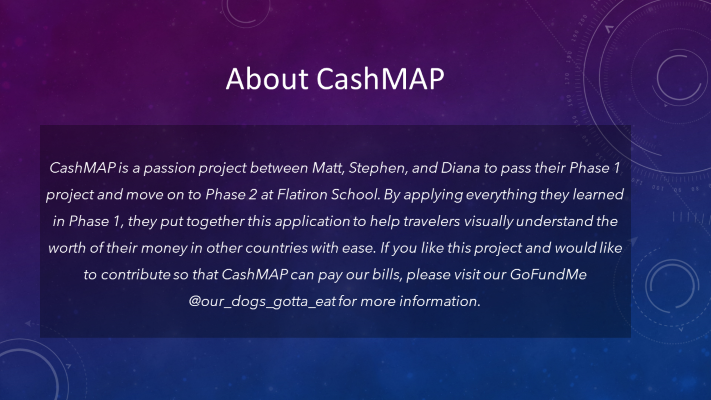 About CashMAP
CashMAP is a passion project between Matt, Stephen, and Diana to pass their Phase 1
project and move on to Phase 2 at Flatiron School. By applying everything they learned
in Phase 1, they put together this application to help travelers visually understand the
worth of their money in other countries with ease. If you like this project and would like
to contribute so that CashMAP can pay our bills, please visit our GoFundMe
@our_dogs_gotta_eat for more information.